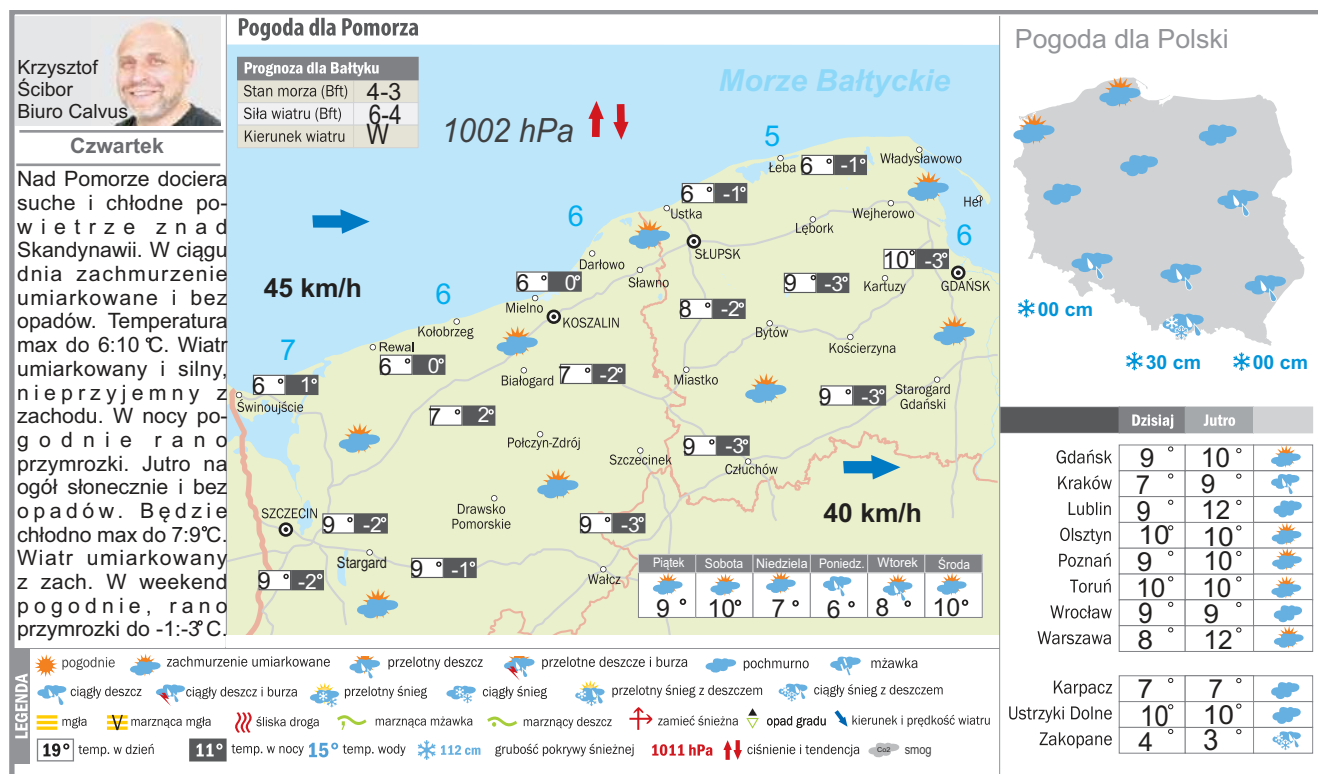 Krzysztof
Ścibor
Biuro Calvus
Czwartek
Nad Pomorze dociera
suche i chłodne po-
wietrze znad
Skandynawii. W ciągu
dnia zachmurzenie
umiarkowane i bez
opadów. Temperatura
max do 6:10 °C. Wiatr
umiarkowany i silny,
nieprzyjemny z
zachodu. W nocy po-
godnie rano
przymrozki. Jutro na
ogół słonecznie i bez
opadów. Będzie
chłodno max do 7:9°C.
Wiatr umiarkowany
z zach. W weekend
pogodnie, rano
przymrozki do -1:-3°C.
Pogoda dla Pomorza
Prognoza dla Bałtyku
Stan morza (Bft) 4-3
Siła wiatru (Bft) 6-4
Kierunek wiatru W
1002 hPa
Morze Bałtyckie
5
Łeba 6° -1°
Władysławowo
Hel
6° -1°
Ustka
Wejherowo
Lębork
6
6
SŁUPSK
Darłowo
Sławno
10° -3°
Kartuzy
GDAŃSK
9° -3°
45 km/h
6° 0°
Mielno
KOSZALIN
6
Kołobrzeg
8° -2°
Bytów
Kościerzyna
7
Rewal
6° 0°
6° 1°
Świnoujście
Białogard
7° -2°
Miastko
9° -3°
Starogard
Gdański
7° 2°
Połczyn-Zdrój
Szczecinek
9° -3°
Człuchów
40 km/h
Drawsko
Pomorskie
SZCZECIN
9° -2°
9° -3°
Stargard
9° -1°
9° -2°
Wałcz
Piątek Sobota Niedziela Poniedz. Wtorek Środa
9° 10° 7° 6° 8° 10°
Pogoda dla Polski
00 cm
30 cm 00 cm
Dzisiaj Jutro
Gdańsk 9° 10°
Kraków 7° 9°
Lublin 9° 12°
Olsztyn 10° 10°
Poznań 9° 10°
Toruń 10° 10°
Wrocław 9° 9°
Warszawa 8° 12°
Karpacz 7° 7°
Ustrzyki Dolne 10° 10°
Zakopane 4° 3°
LEGENDA
pogodnie zachmurzenie umiarkowane przelotny deszcz przelotne deszcze i burza pochmurno mżawka
ciągły deszcz ciągły deszcz i burza przelotny śnieg ciągły śnieg przelotny śnieg z deszczem ciągły śnieg z deszczem
mgła marznąca mgła śliska droga marznąca mżawka marznący deszcz zamieć śnieżna opad gradu kierunek i prędkość wiatru
19° temp. w dzień 11° temp. w nocy 15° temp. wody 112 cm grubość pokrywy śnieżnej 1011 hPa ciśnienie i tendencja Co2 smog